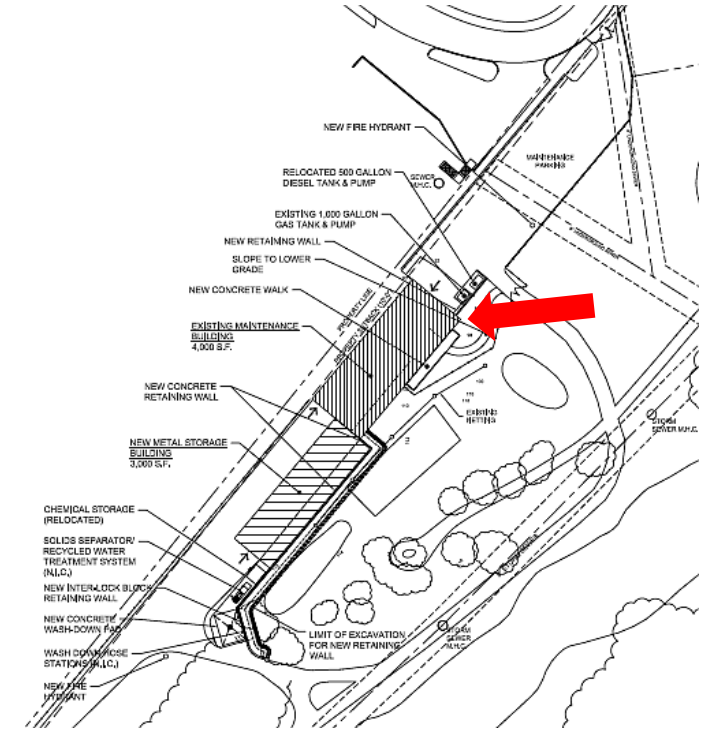 NEW FIRE HYDRANT
MAINTENANCE
PARKING
RELOCATED 500 GALLON
DIESEL TANK & PUMP
SEWER
M.H.C.
EXISTING 1,000 GALLON
GAS TANK & PUMP
NEW RETAINING WALL
SLOPE TO LOWER
GRADE
NEW CONCRETE WALK
PROPERTY LINE
EXISTING MAINTENANCE
BUILDING
4,000 S.F.
NEW CONCRETE
RETAINING WALL
EXISTING
NETTING
STORM
SEWER M.H.C.
NEW METAL STORAGE
BUILDING
3,000 S.F.
CHEMICAL STORAGE
(RELOCATED)
SOLIDS SEPARATOR/
RECYCLED WATER
TREATMENT SYSTEM
(N.I.C.)
NEW INTER-LOCK BLOCK
RETAINING WALL
NEW CONCRETE
WASH-DOWN PAD
LIMIT OF EXCAVATION
FOR NEW RETAINING
WALL
STORM
SEWER
M.H.C.
WASH DOWN HOSE
STATIONS (N.I.C.)
NEW FIRE
HYDRANT